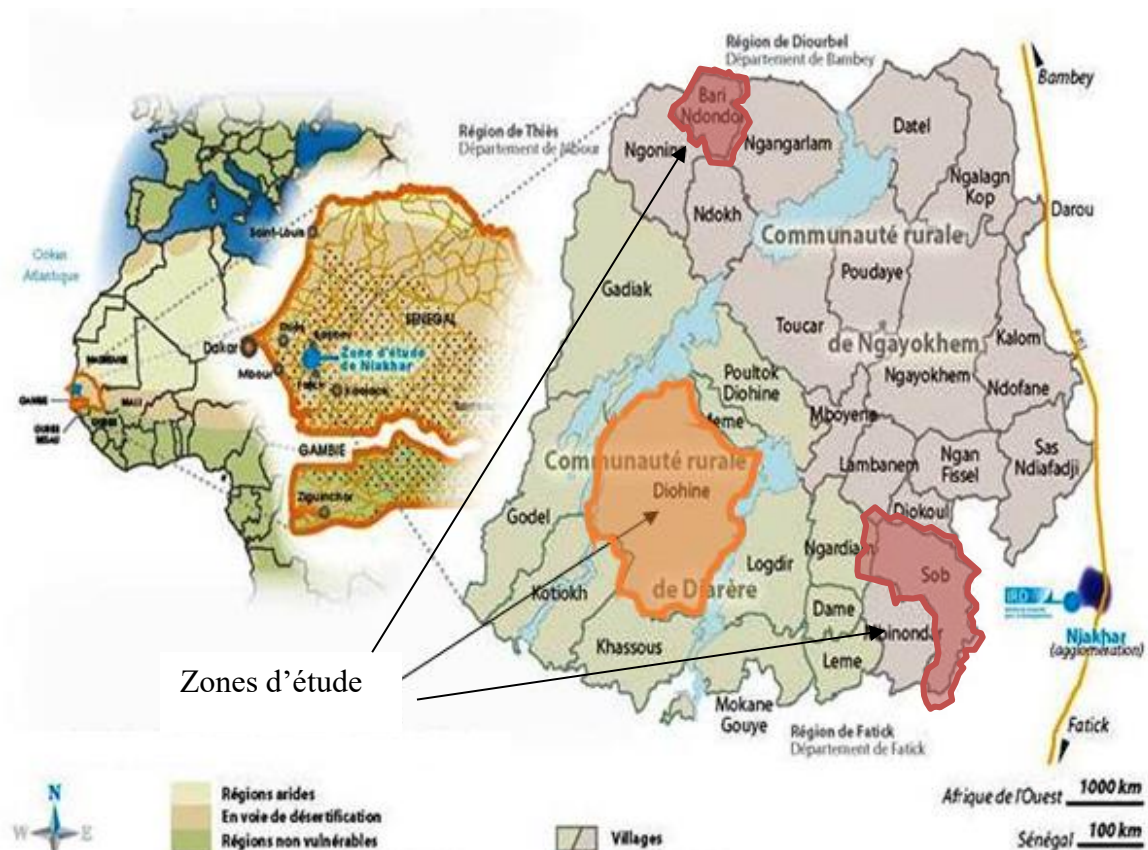 Région de Diourbel
Département de Bambey
Bambey
Région de Thiès
Département de Mbour
Bari
Ndondol
Ngonine
Ngangarlam
Datel
Ngalagn
Kop
Darou
Ndokh
Communauté rurale
de Ngayokhem
Poudaye
Gadiak
Toucar
Kalom
Ngayokhem
Ndofane
Poultok
Diohine
Meme
Mboyene
Lambanem
Ngan
Fissel
Sas
Ndiafadji
Communauté rurale
de Diarère
Diohine
Godel
Kotiokh
Khassous
Logdir
Ngardiam
Diokoul
Sob
Dame
Leme
Mokane
Gouye
IRD
Niakhar
(agglomération)
Fatick
Région de Fatick
Département de Fatick
Océan
Atlantique
Saint-Louis
SENEGAL
Dakar
Thiès
Mbour
Zone d'étude
de Niakhar
GAMBIE
Ziguinchor
GAMBIE
MALI
Zones d'étude
N
W
E
Régions arides
En voie de désertification
Régions non vulnérables
Villages
Afrique de l'Ouest
1000 km
Sénégal
100 km